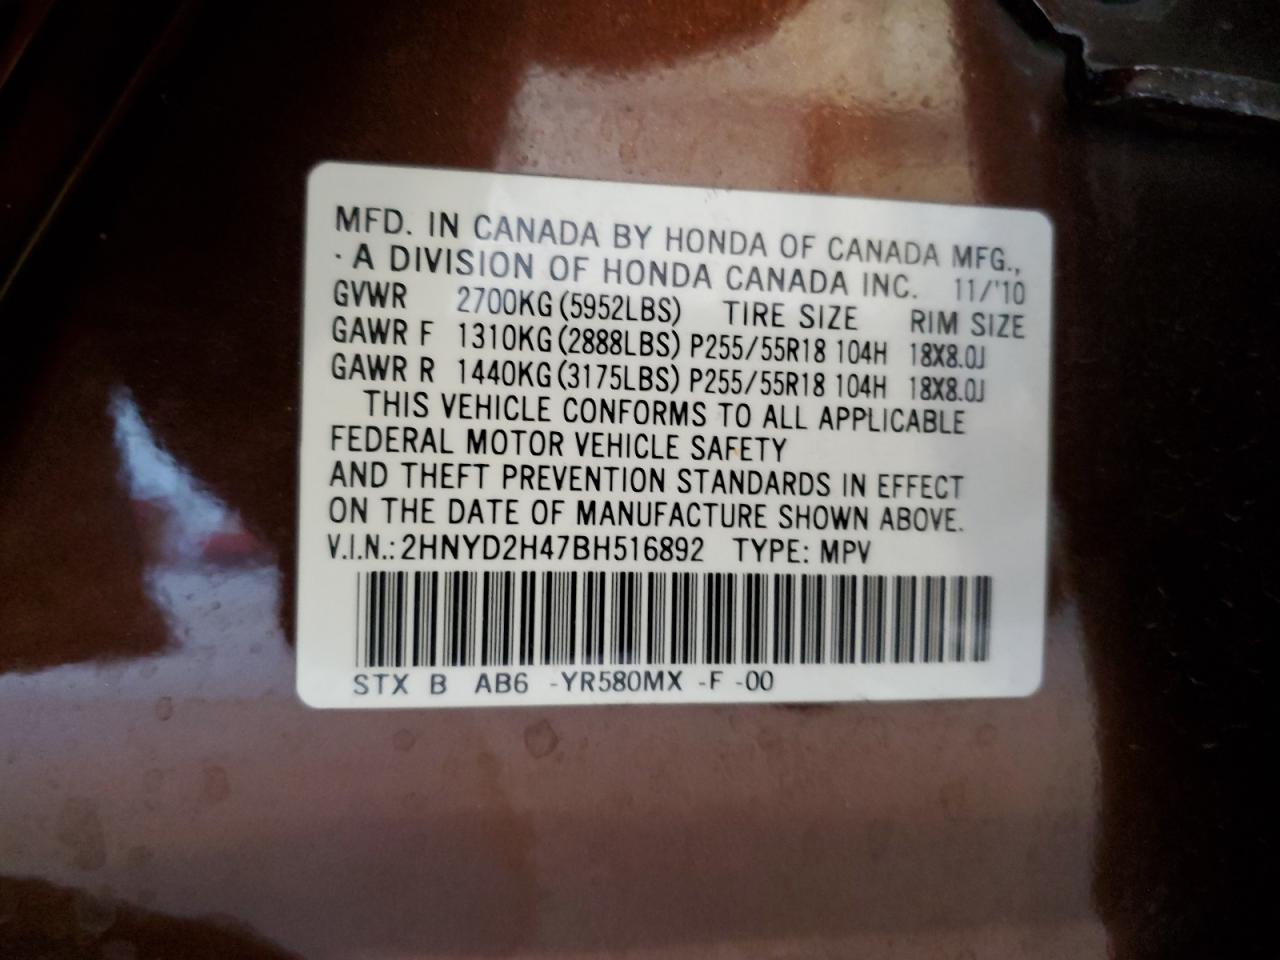 MFD. IN CANADA BY HONDA OF CANADA MFG.,
· A DIVISION OF HONDA CANADA INC. 11/'10
GVWR 2700KG (5952LBS) TIRE SIZE RIM SIZE
GAWR F 1310KG (2888LBS) P255/55R18 104H 18X8.0J
GAWR R 1440KG (3175LBS) P255/55R18 104H 18X8.0J
THIS VEHICLE CONFORMS TO ALL APPLICABLE
FEDERAL MOTOR VEHICLE SAFETY
AND THEFT PREVENTION STANDARDS IN EFFECT
ON THE DATE OF MANUFACTURE SHOWN ABOVE.
V.I.N.: 2HNYD2H47BH516892 TYPE: MPV
STX B AB6 -YR580MX -F -00